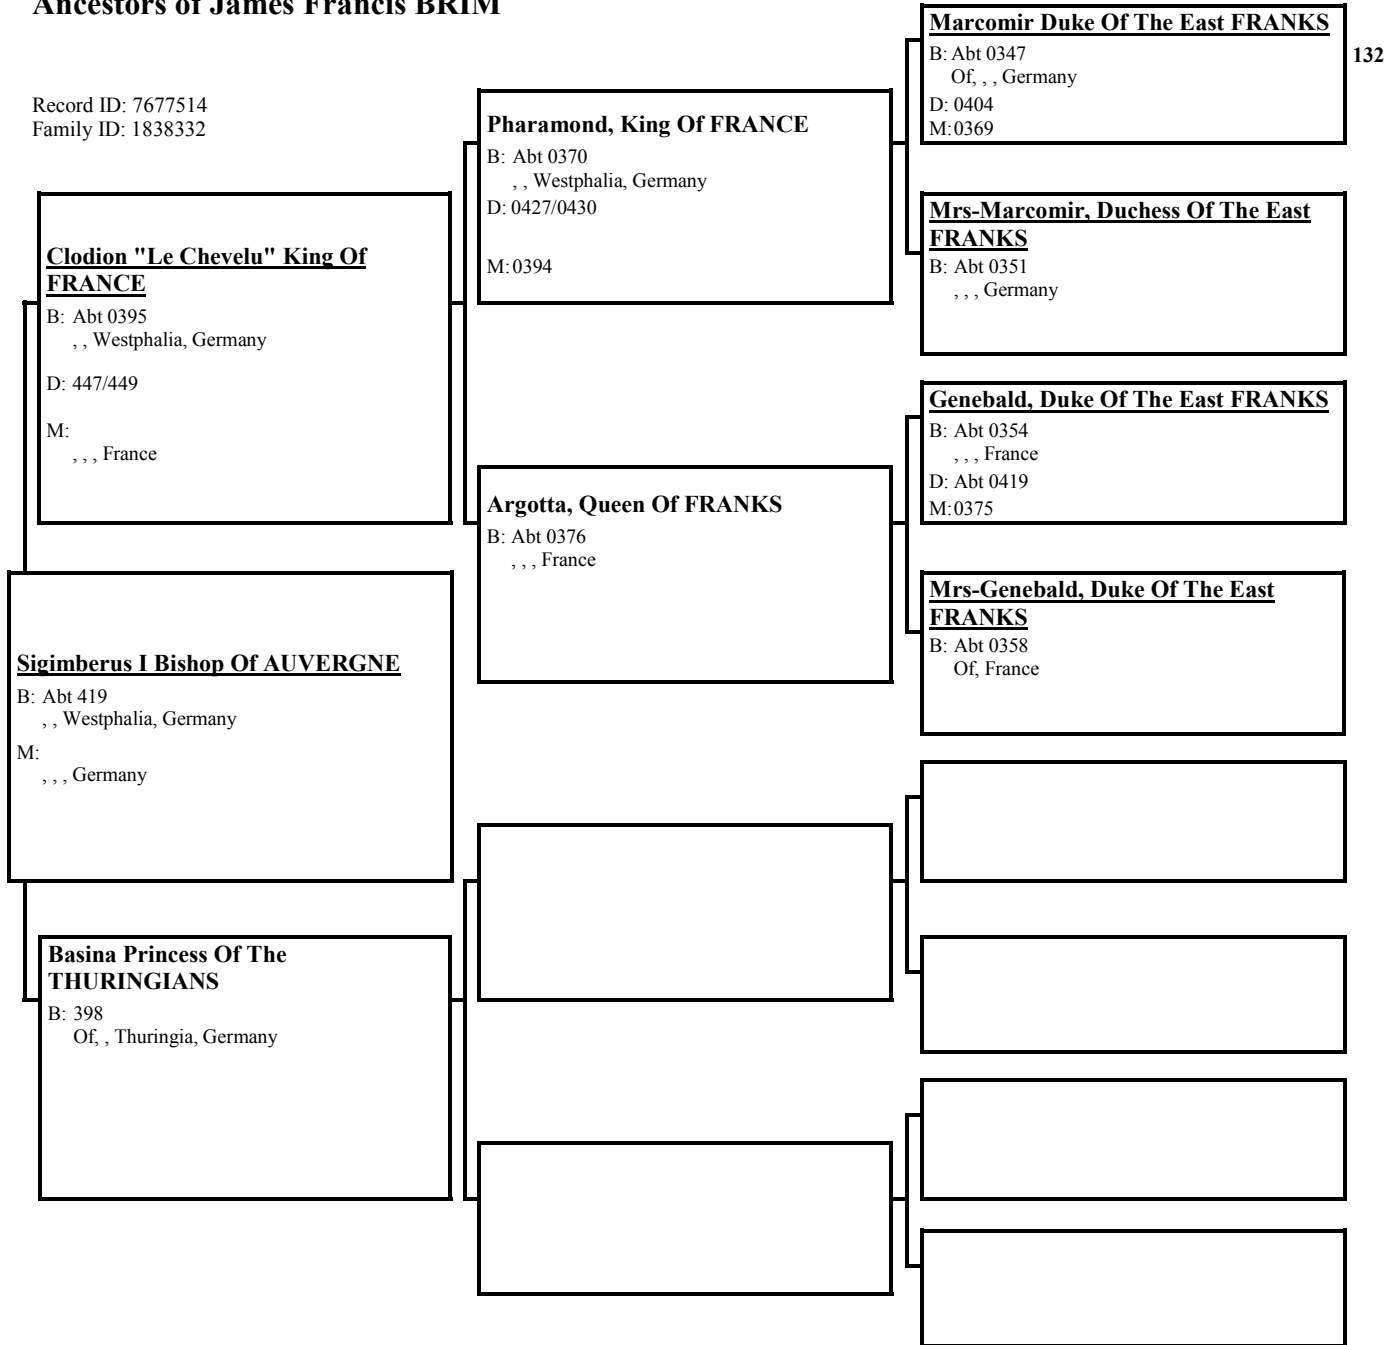 Ancestors of James Francis BRIM
132
Record ID: 7677514
Family ID: 1838332
Marcomir Duke Of The East FRANKS
B: Abt 0347
Of, , , Germany
D: 0404
M:0369
Pharamond, King Of FRANCE
B: Abt 0370
, , Westphalia, Germany
D: 0427/0430
M:0394
Mrs-Marcomir, Duchess Of The East
FRANKS
B: Abt 0351
, , , Germany
Clodion "Le Chevelu" King Of
FRANCE
B: Abt 0395
, , Westphalia, Germany
D: 447/449
M:
, , , France
Genebald, Duke Of The East FRANKS
B: Abt 0354
, , , France
D: Abt 0419
M:0375
Argotta, Queen Of FRANKS
B: Abt 0376
, , , France
Mrs-Genebald, Duke Of The East
FRANKS
B: Abt 0358
Of, France
Sigimberus I Bishop Of AUVERGNE
B: Abt 419
, , Westphalia, Germany
M:
, , , Germany
Basina Princess Of The
THURINGIANS
B: 398
Of, , Thuringia, Germany